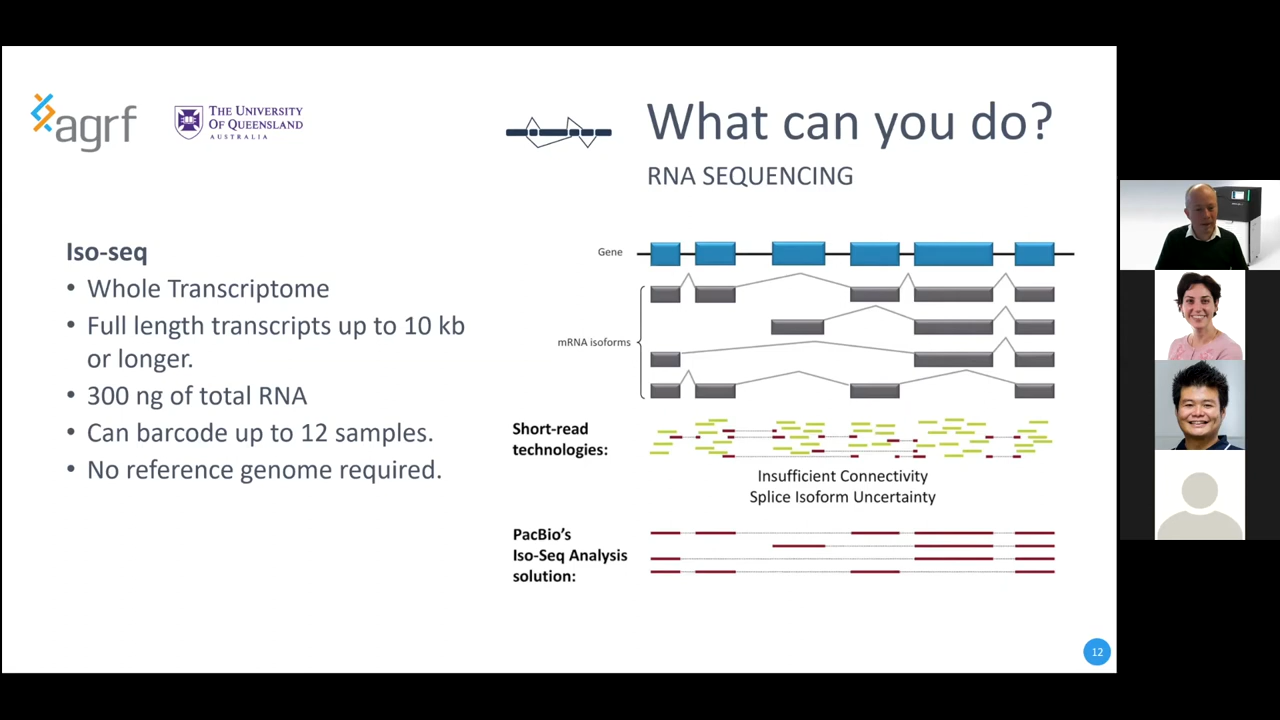 agrf
THE UNIVERSITY
OF QUEENSLAND
AUSTRALIA
What can you do?
RNA SEQUENCING
Iso-seq
• Whole Transcriptome
• Full length transcripts up to 10 kb
or longer.
• 300 ng of total RNA
• Can barcode up to 12 samples.
• No reference genome required.
Gene
mRNA isoforms
Short-read
technologies:
Insufficient Connectivity
Splice Isoform Uncertainty
PacBio’s
Iso-Seq Analysis
solution:
12